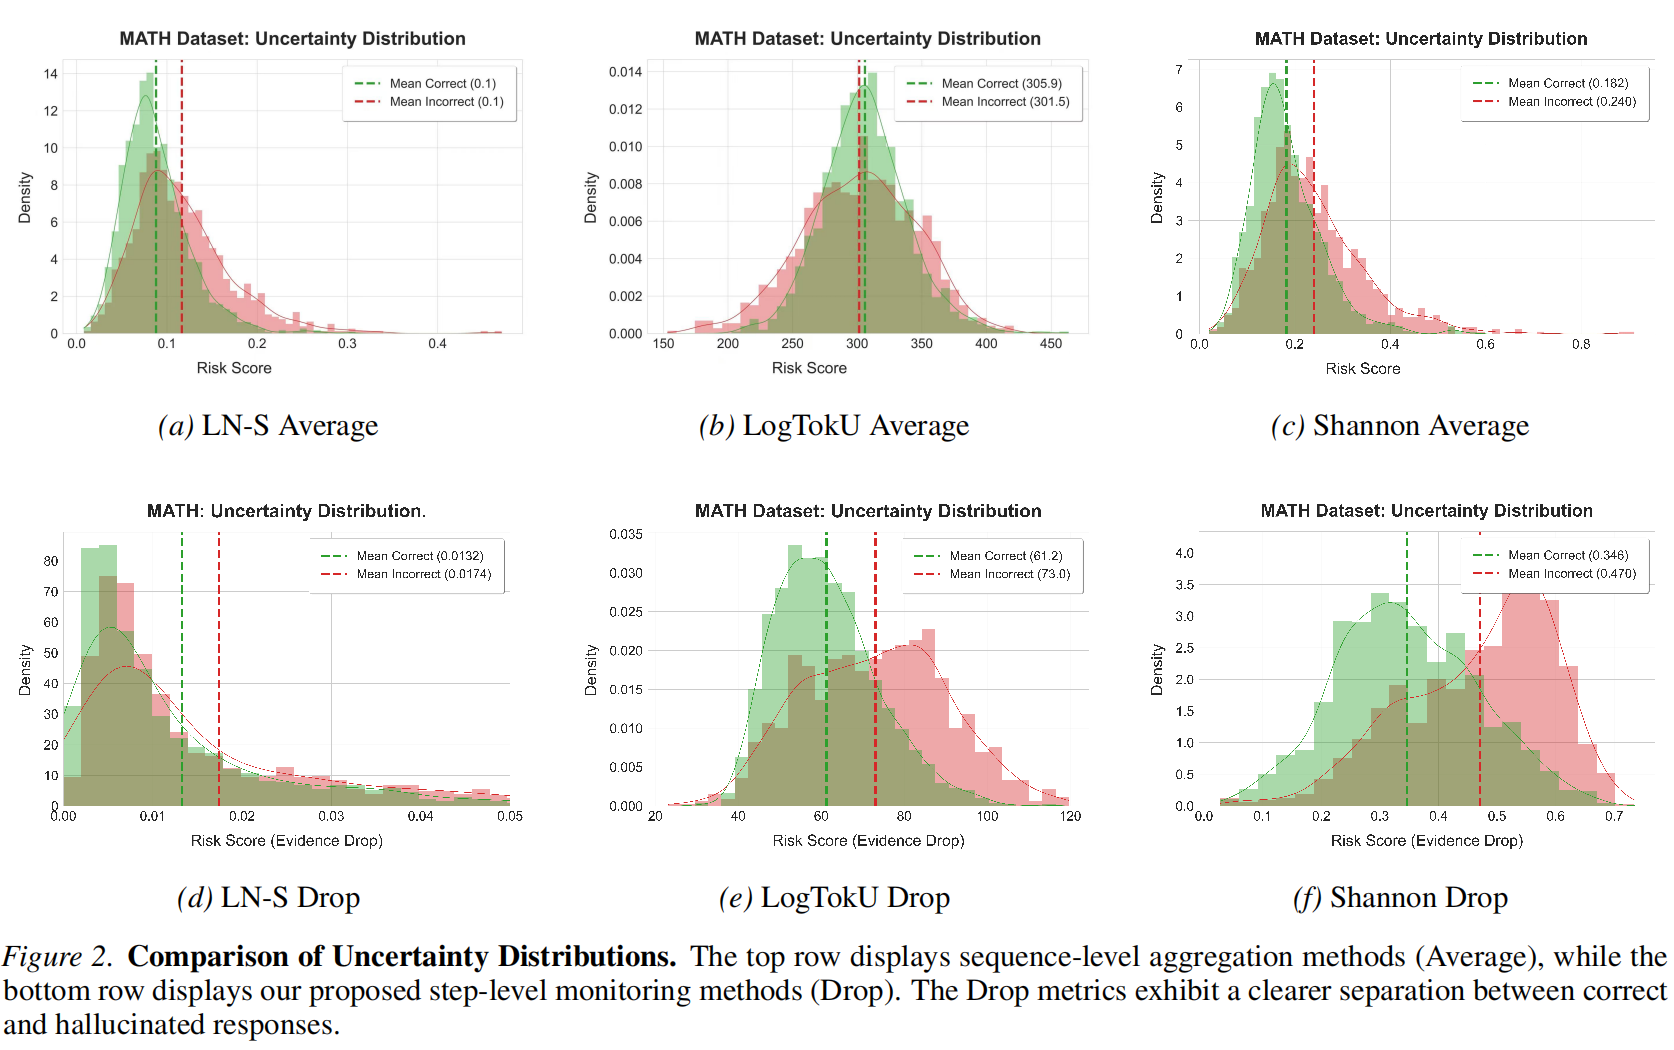 MATH Dataset: Uncertainty Distribution
Mean Correct (0.1)
Mean Incorrect (0.1)
14
12
10
8
6
4
2
0
Density
0.0 0.1 0.2 0.3 0.4
Risk Score
(a) LN-S Average
MATH Dataset: Uncertainty Distribution
Mean Correct (305.9)
Mean Incorrect (301.5)
0.014
0.012
0.010
0.008
0.006
0.004
0.002
0.000
Density
150 200 250 300 350 400 450
Risk Score
(b) LogTokU Average
MATH Dataset: Uncertainty Distribution
Mean Correct (0.182)
Mean Incorrect (0.240)
7
6
5
4
3
2
1
0
Density
0.0 0.2 0.4 0.6 0.8
Risk Score
(c) Shannon Average
MATH: Uncertainty Distribution.
Mean Correct (0.0132)
Mean Incorrect (0.0174)
80
70
60
50
40
30
20
10
0
Density
0.00 0.01 0.02 0.03 0.04 0.05
Risk Score (Evidence Drop)
(d) LN-S Drop
MATH Dataset: Uncertainty Distribution
Mean Correct (61.2)
Mean Incorrect (73.0)
0.035
0.030
0.025
0.020
0.015
0.010
0.005
0.000
Density
20 40 60 80 100 120
Risk Score (Evidence Drop)
(e) LogTokU Drop
MATH Dataset: Uncertainty Distribution
Mean Correct (0.346)
Mean Incorrect (0.470)
4.0
3.5
3.0
2.5
2.0
1.5
1.0
0.5
0.0
Density
0.0 0.1 0.2 0.3 0.4 0.5 0.6 0.7
Risk Score (Evidence Drop)
(f) Shannon Drop
Figure 2. Comparison of Uncertainty Distributions. The top row displays sequence-level aggregation methods (Average), while the
bottom row displays our proposed step-level monitoring methods (Drop). The Drop metrics exhibit a clearer separation between correct
and hallucinated responses.